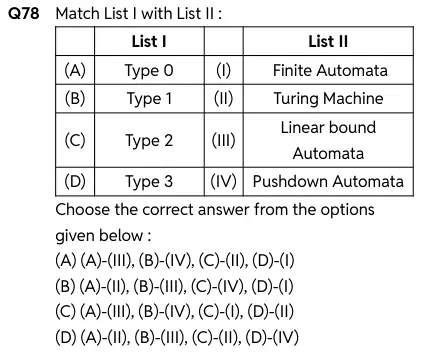 Q78 Match List I with List II :
List I List II
(A) Type 0 (I) Finite Automata
(B) Type 1 (II) Turing Machine
(C) Type 2 (III) Linear bound
Automata
(D) Type 3 (IV) Pushdown Automata
Choose the correct answer from the options
given below :
(A) (A)-(III), (B)-(IV), (C)-(II), (D)-(I)
(B) (A)-(II), (B)-(III), (C)-(IV), (D)-(I)
(C) (A)-(III), (B)-(IV), (C)-(I), (D)-(II)
(D) (A)-(II), (B)-(III), (C)-(II), (D)-(IV)